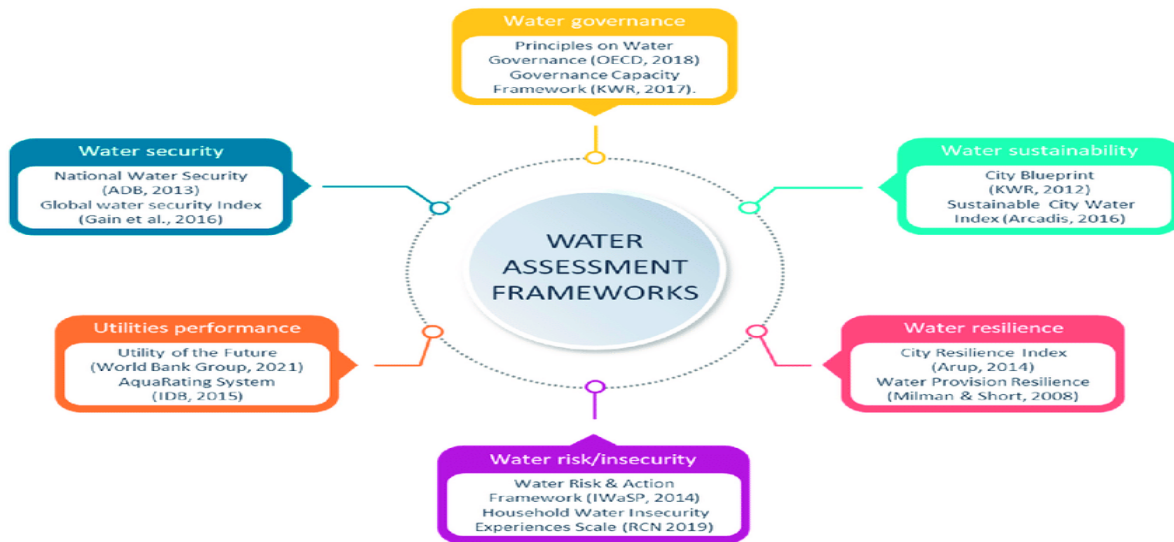 Water governance
Principles on Water
Governance (OECD, 2018)
Governance Capacity
Framework (KWR, 2017).
Water security
National Water Security
(ADB, 2013)
Global water security Index
(Gain et al., 2016)
Water sustainability
City Blueprint
(KWR, 2012)
Sustainable City Water
Index (Arcadis, 2016)
WATER
ASSESSMENT
FRAMEWORKS
Utilities performance
Utility of the Future
(World Bank Group, 2021)
AquaRating System
(IDB, 2015)
Water resilience
City Resilience Index
(Arup, 2014)
Water Provision Resilience
(Milman & Short, 2008)
Water risk/insecurity
Water Risk & Action
Framework (IWaSP, 2014)
Household Water Insecurity
Experiences Scale (RCN 2019)